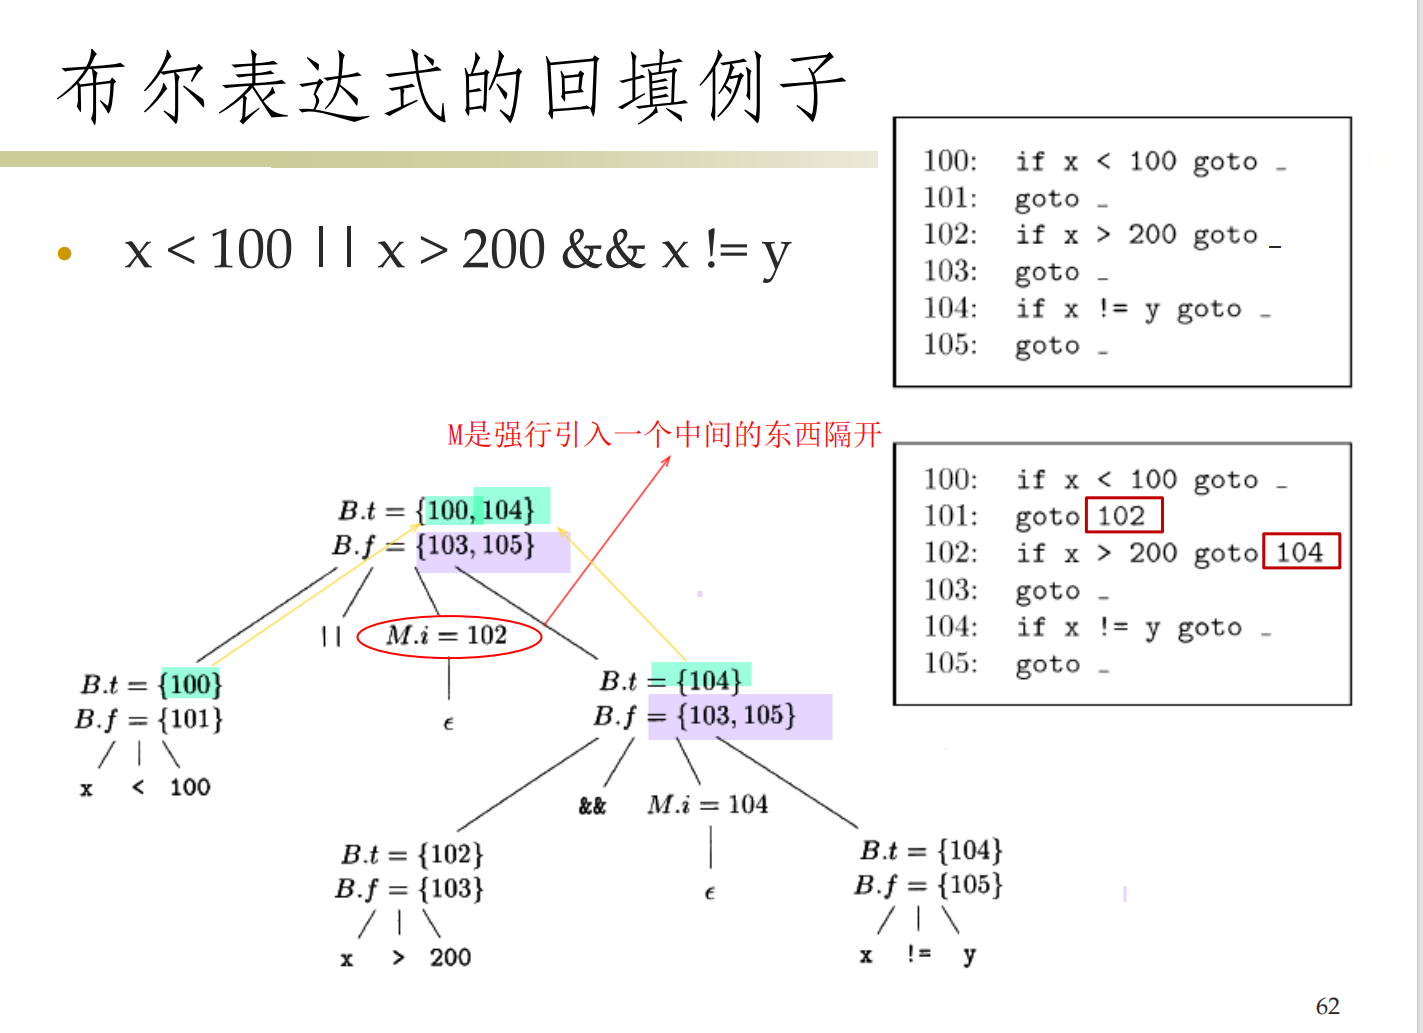 布尔表达式的回填例子
• x < 100 || x > 200 && x != y
100: if x < 100 goto _
101: goto _
102: if x > 200 goto _
103: goto _
104: if x != y goto _
105: goto _
M是强行引入一个中间的东西隔开
100: if x < 100 goto _
101: goto 102
102: if x > 200 goto 104
103: goto _
104: if x != y goto _
105: goto _
B.t = {100, 104}
B.f = {103, 105}
|| M.i = 102
ϵ
B.t = {100}
B.f = {101}
x < 100
B.t = {104}
B.f = {103, 105}
&& M.i = 104
ϵ
B.t = {102}
B.f = {103}
x > 200
B.t = {104}
B.f = {105}
x != y
62